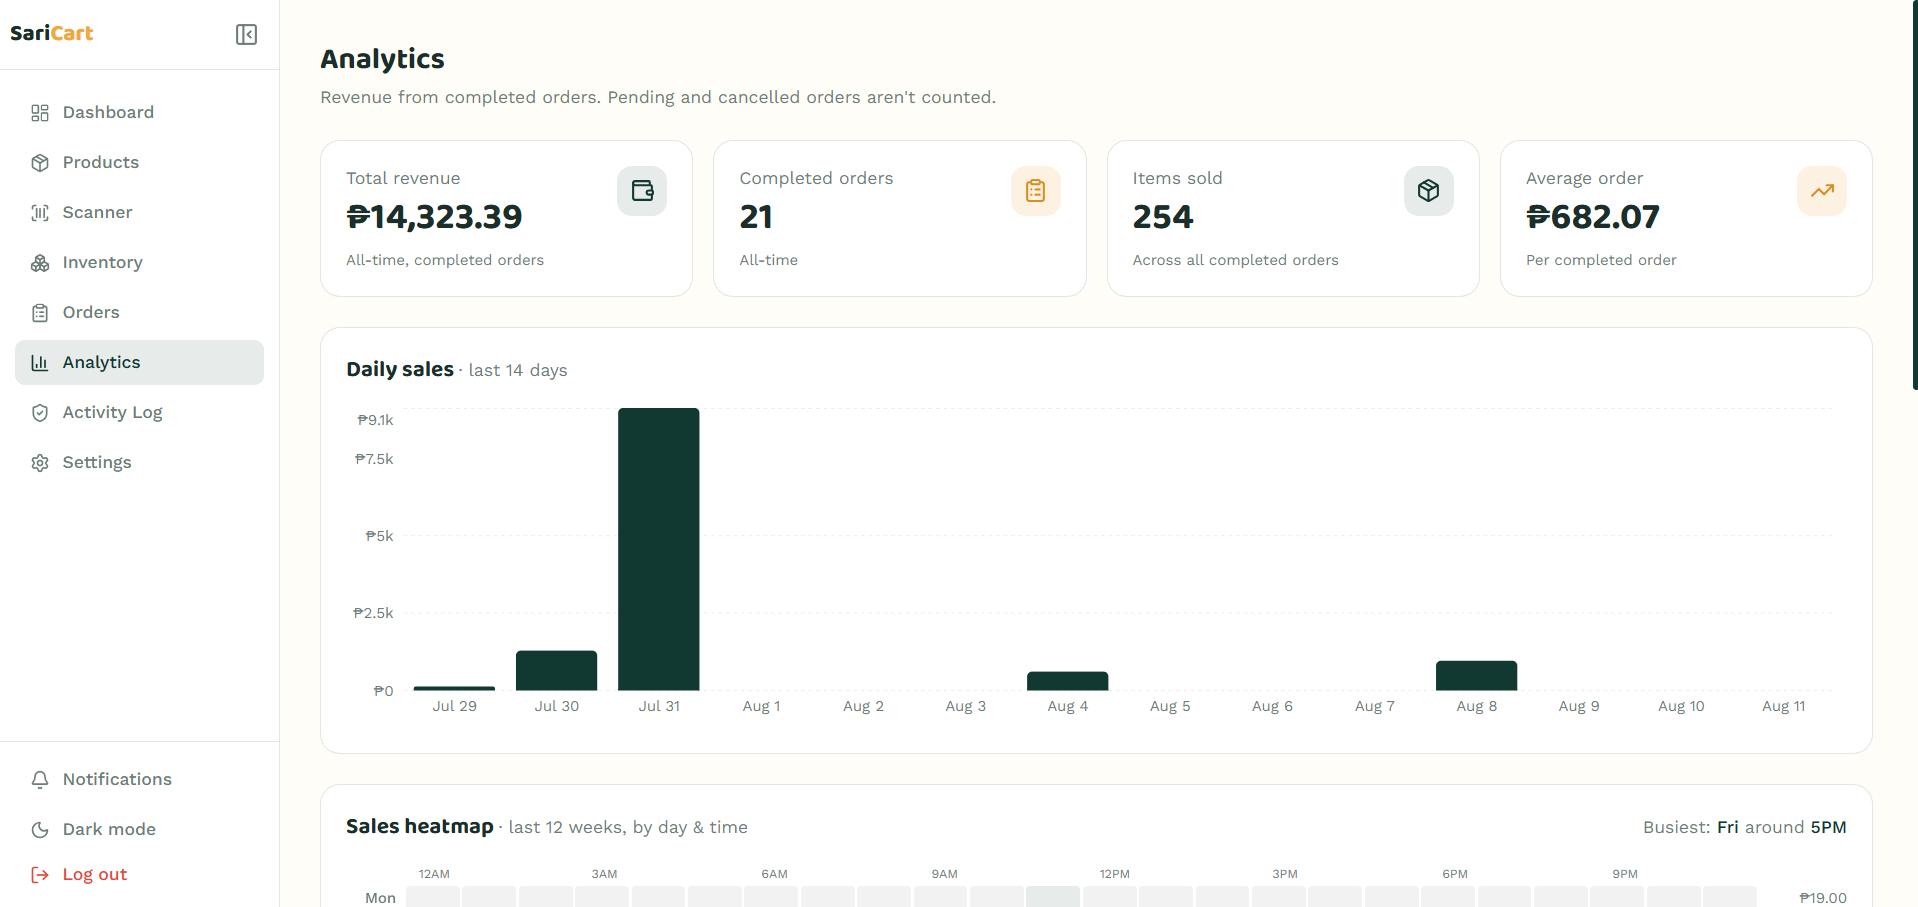 SariCart
Dashboard
Products
Scanner
Inventory
Orders
Analytics
Activity Log
Settings
Notifications
Dark mode
Log out
Analytics
Revenue from completed orders. Pending and cancelled orders aren't counted.
Total revenue
₱14,323.39
All-time, completed orders
Completed orders
21
All-time
Items sold
254
Across all completed orders
Average order
₱682.07
Per completed order
Daily sales · last 14 days
₱9.1k
₱7.5k
₱5k
₱2.5k
₱0
Jul 29 Jul 30 Jul 31 Aug 1 Aug 2 Aug 3 Aug 4 Aug 5 Aug 6 Aug 7 Aug 8 Aug 9 Aug 10 Aug 11
Sales heatmap · last 12 weeks, by day & time
Busiest: Fri around 5PM
12AM 3AM 6AM 9AM 12PM 3PM 6PM 9PM
Mon ₱19.00